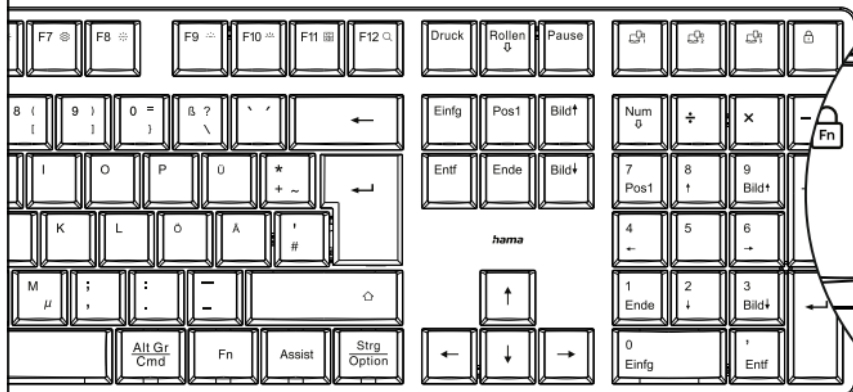 F7 F8 F9 F10 F11 F12 Druck Rollen ⇩ Pause
8 ( [ 9 ) ] 0 = } ß ? \ ` ´ ← Einfg Pos1 Bild↑ Num ⇩ ÷ × −
Fn
I O P Ü * + ~ ↵ Entf Ende Bild↓ 7 Pos1 8 ↑ 9 Bild↑
K L Ö Ä ' # hama 4 ← 5 6 →
M µ ; , : . _ - ⇧ ↑ 1 Ende 2 ↓ 3 Bild↓ ↵
Alt Gr Cmd Fn Assist Strg Option ← ↓ → 0 Einfg , Entf